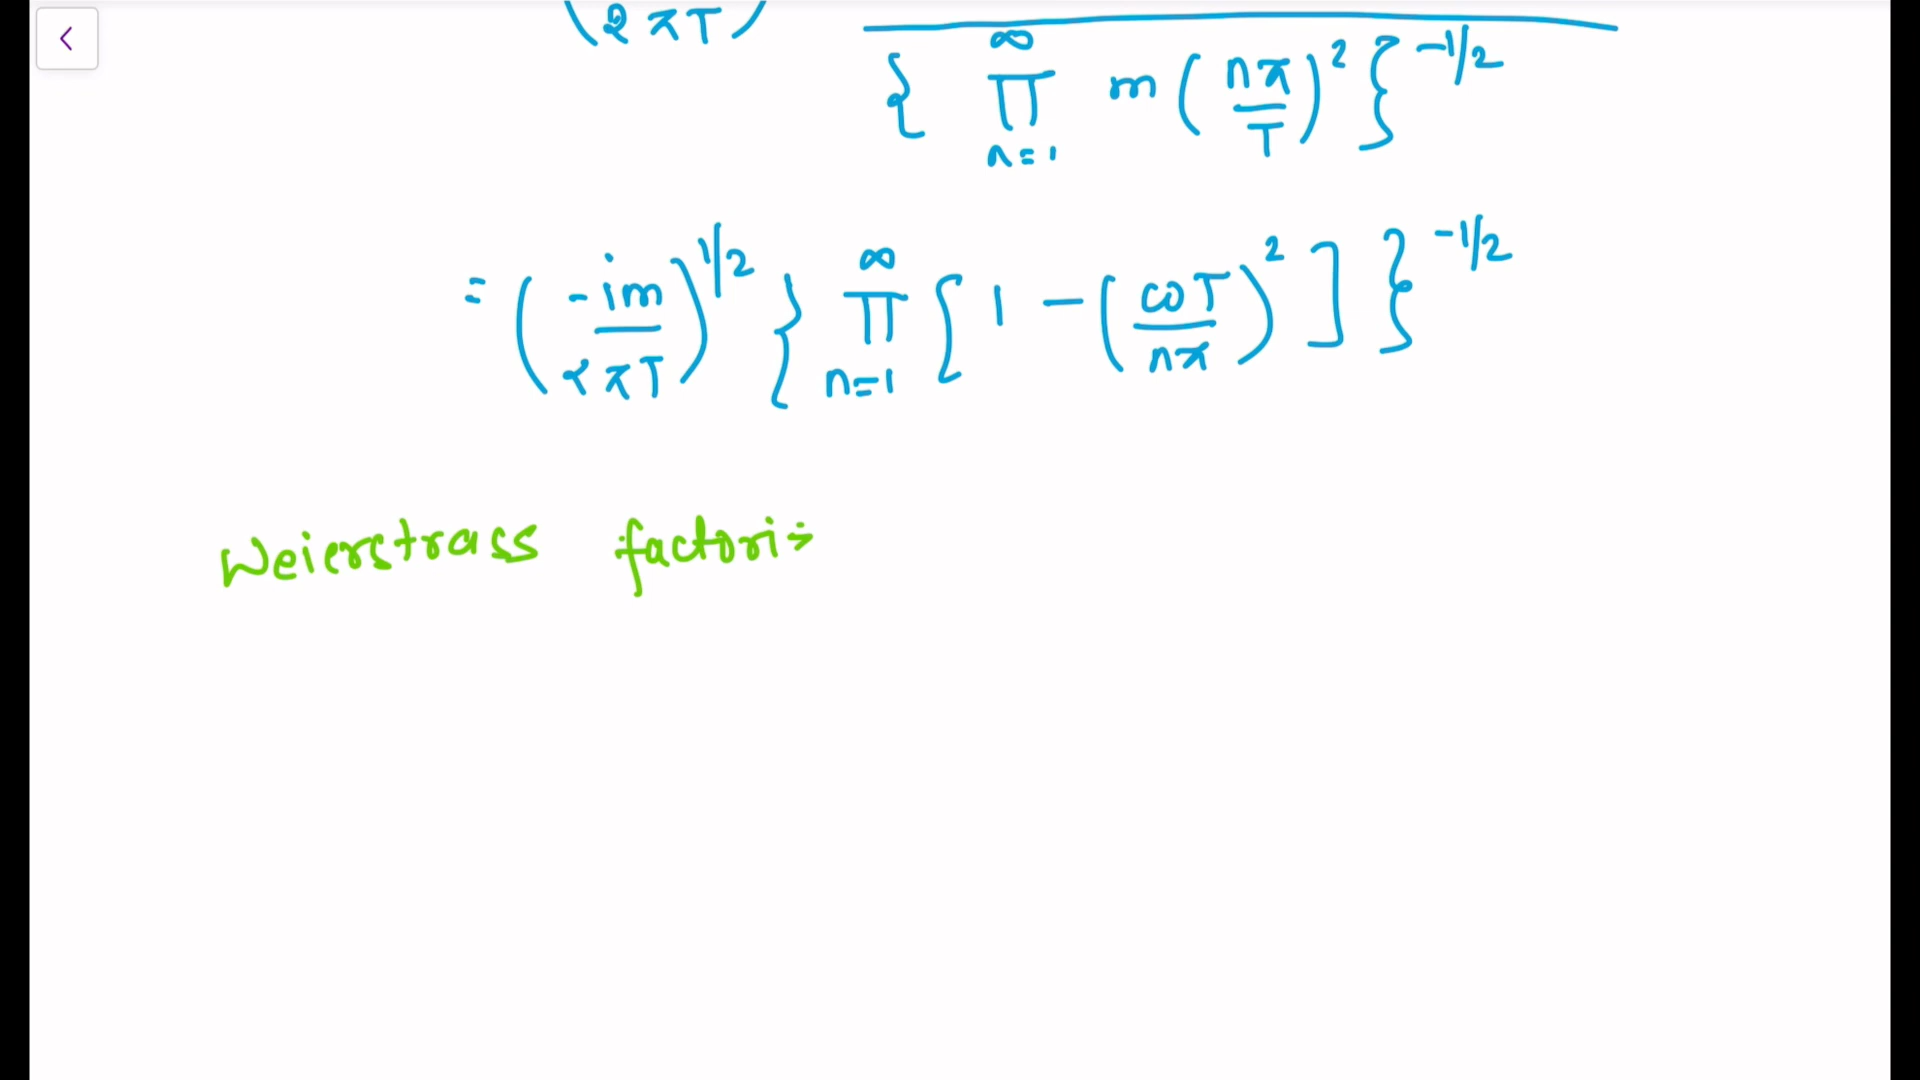 (2πT)
{ ∏_{n=1}^{∞} m (nπ/T)^2 }^{-1/2}
= (-im/2πT)^{1/2} { ∏_{n=1}^{∞} [ 1 - (ωT/nπ)^2 ] }^{-1/2}
Weierstrass factori